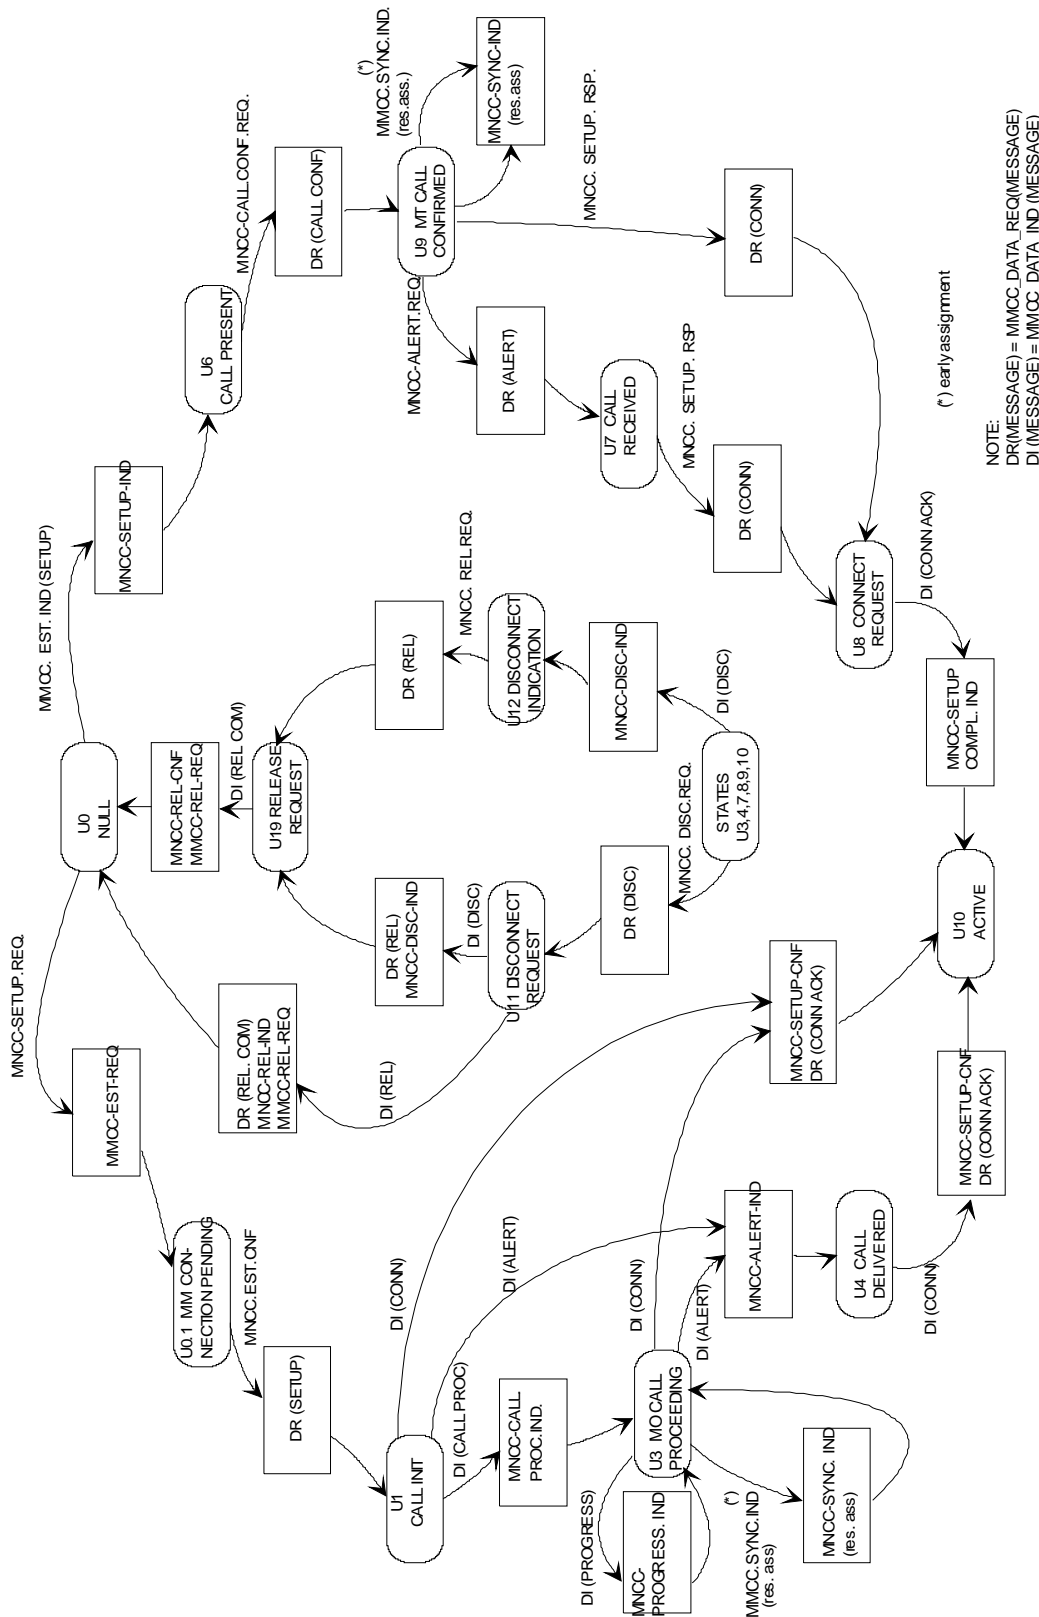 MNCC-SETUP.REQ.
MMCC. EST. IND (SETUP)
U0
NULL
MMCC-EST-REQ
MNCC-SETUP-IND
U0.1 MM CON-
NECTION PENDING
MNCC.EST.CNF
DR (SETUP)
U6
CALL PRESENT
MNCC-CALL.CONF.REQ.
DR (CALL CONF)
DR (REL. COM)
MNCC-REL-IND
MMCC-REL-REQ
MNCC-REL-CNF
MMCC-REL-REQ
DI (REL COM)
U19 RELEASE
REQUEST
DI (REL)
DR (REL)
MNCC-DISC-IND
DI (DISC)
U11 DISCONNECT
REQUEST
DR (DISC)
MNCC. DISC.REQ.
DR (REL)
MNCC. REL REQ.
U12 DISCONNECT
INDICATION
MNCC-DISC-IND
DI (DISC)
STATES
U3,4,7,8,9,10
U9 MT CALL
CONFIRMED
(*)
MMCC.SYNC.IND.
(res.ass.)
MNCC-SYNC-IND
(res.ass)
MNCC-ALERT.REQ.
MNCC. SETUP. RSP.
DR (ALERT)
U7 CALL
RECEIVED
MNCC. SETUP. RSP
DR (CONN)
DR (CONN)
U1
CALL INIT
DI (CONN)
DI (ALERT)
DI (CALL PROC)
MNCC-CALL
PROC.IND.
DI (PROGRESS)
MNCC-
PROGRESS. IND
U3 MO CALL
PROCEEDING
DI (CONN)
DI (ALERT)
MMCC.SYNC.IND
(res. ass)
(*)
MNCC-SYNC. IND
(res. ass)
MNCC-ALERT-IND
U4 CALL
DELIVERED
DI (CONN)
MNCC-SETUP-CNF
DR (CONN ACK)
MNCC-SETUP-CNF
DR (CONN ACK)
U10
ACTIVE
MNCC-SETUP
COMPL. IND
DI (CONN ACK)
U8 CONNECT
REQUEST
(*) early assignment
NOTE:
DR(MESSAGE) = MMCC_DATA_REQ(MESSAGE)
DI (MESSAGE) = MMCC_DATA_IND (MESSAGE)